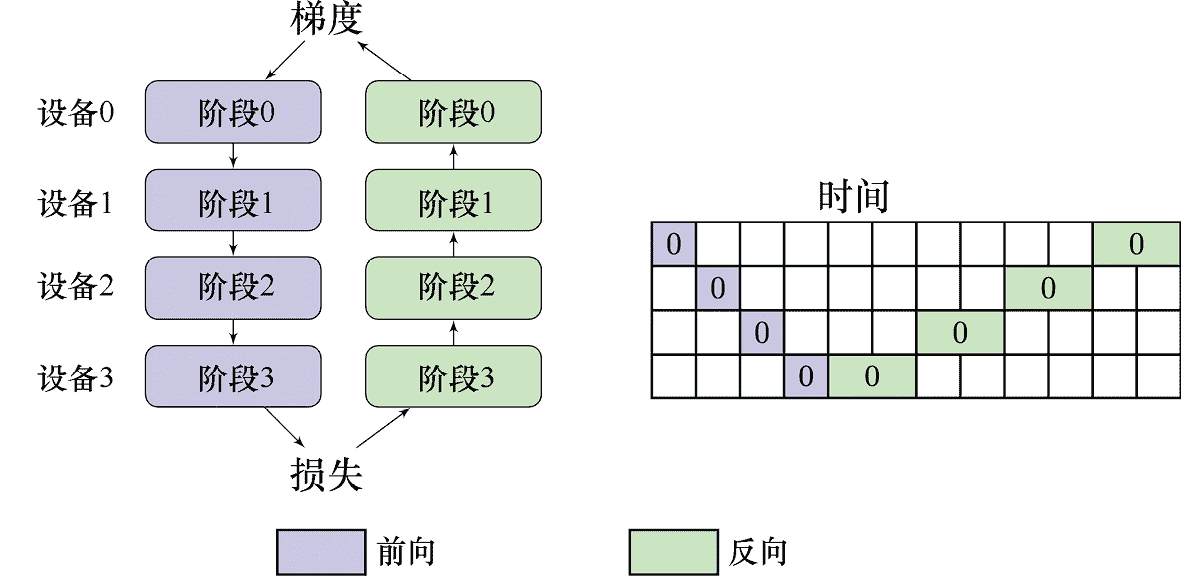 梯度
设备0 阶段0 阶段0
设备1 阶段1 阶段1
设备2 阶段2 阶段2
设备3 阶段3 阶段3
损失
时间
0 0
0 0
0 0
0 0
前向 反向